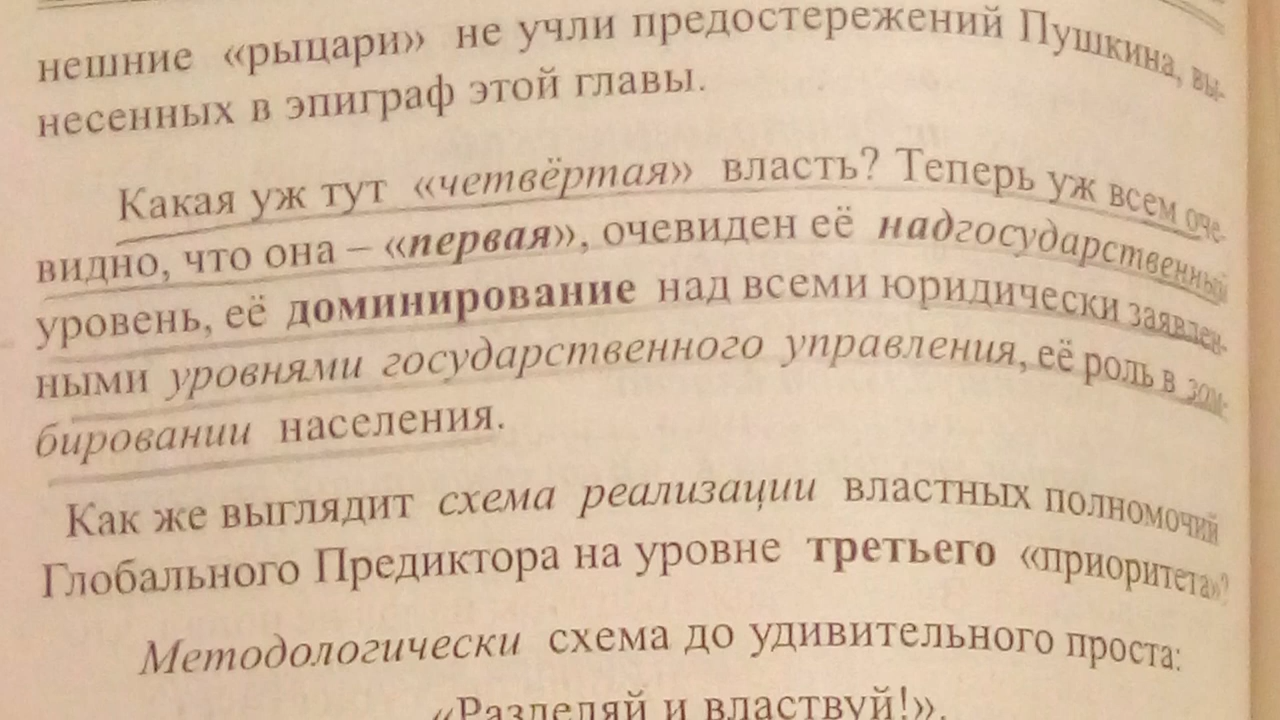 нешние «рыцари» не учли предостережений Пушкина, вы-
несенных в эпиграф этой главы.
Какая уж тут «четвёртая» власть? Теперь уж всем оче-
видно, что она – «первая», очевиден её надгосударственный
уровень, её доминирование над всеми юридически заявлен-
ными уровнями государственного управления, её роль в зом-
бировании населения.
Как же выглядит схема реализации властных полномочий
Глобального Предиктора на уровне третьего «приоритета»?
Методологически схема до удивительного проста:
«Разделяй и властвуй!».